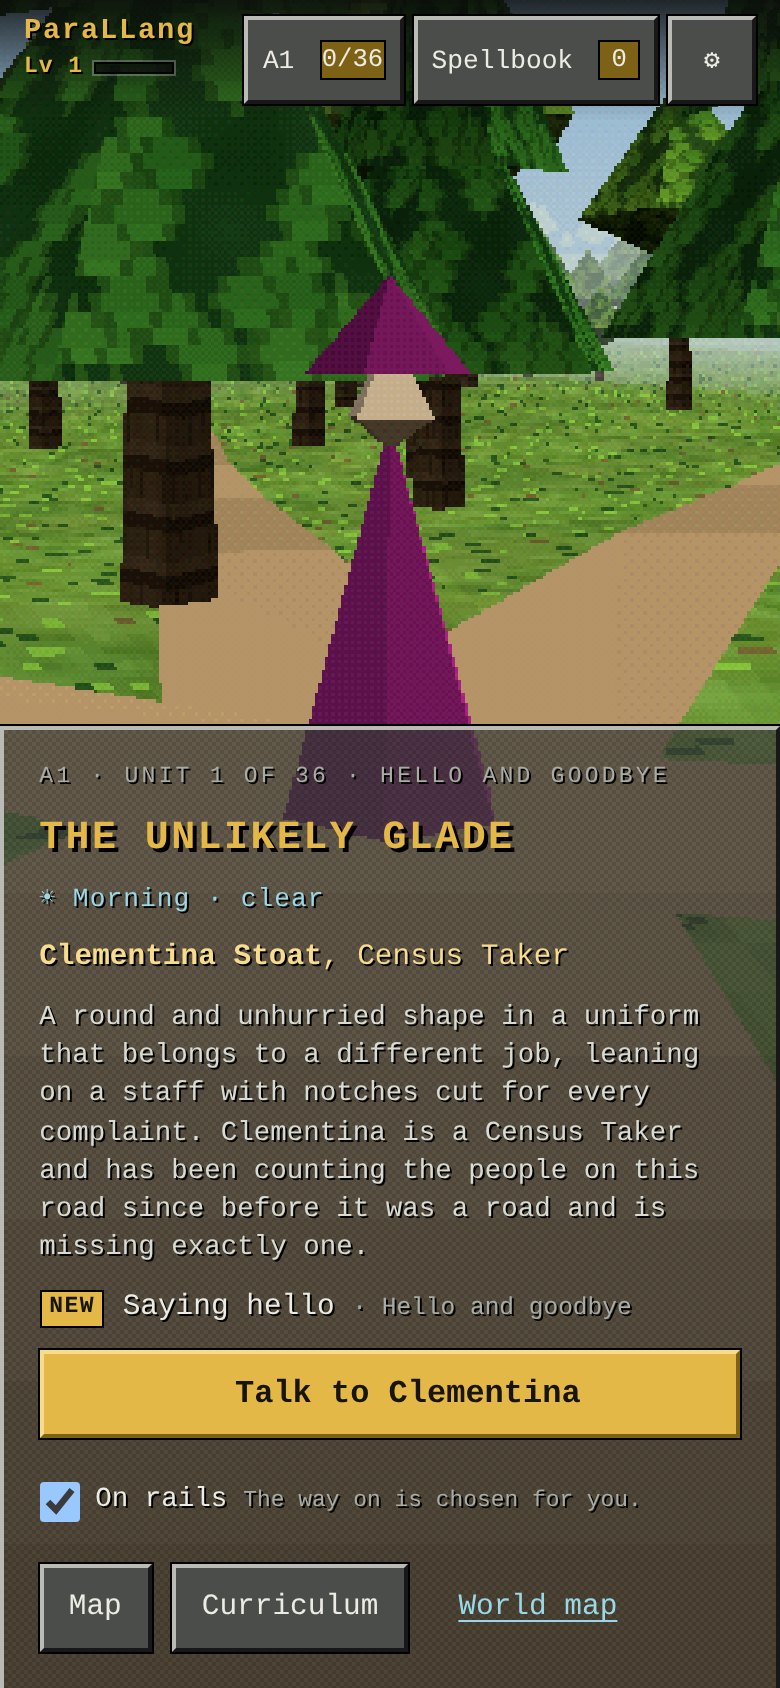 ParaLLang
Lv 1
A1 0/36
Spellbook 0
⚙
A1 · UNIT 1 OF 36 · HELLO AND GOODBYE
THE UNLIKELY GLADE
☀ Morning · clear
Clementina Stoat, Census Taker
A round and unhurried shape in a uniform
that belongs to a different job, leaning
on a staff with notches cut for every
complaint. Clementina is a Census Taker
and has been counting the people on this
road since before it was a road and is
missing exactly one.
NEW Saying hello · Hello and goodbye
Talk to Clementina
On rails The way on is chosen for you.
Map
Curriculum
World map